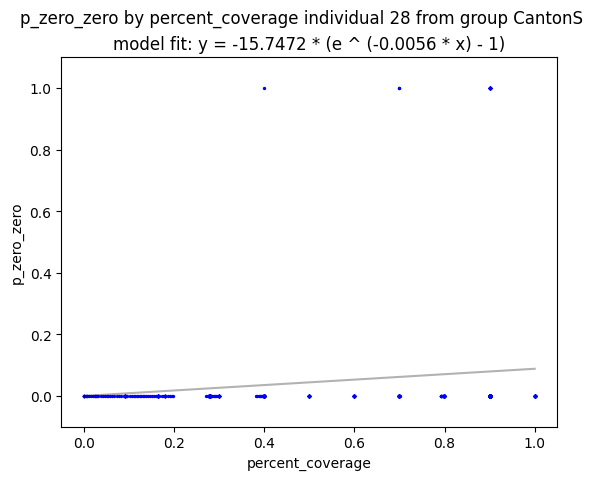 p_zero_zero by percent_coverage individual 28 from group CantonS
model fit: y = -15.7472 * (e ^ (-0.0056 * x) - 1)
1.0
0.8
0.6
0.4
0.2
0.0
p_zero_zero
0.0 0.2 0.4 0.6 0.8 1.0
percent_coverage